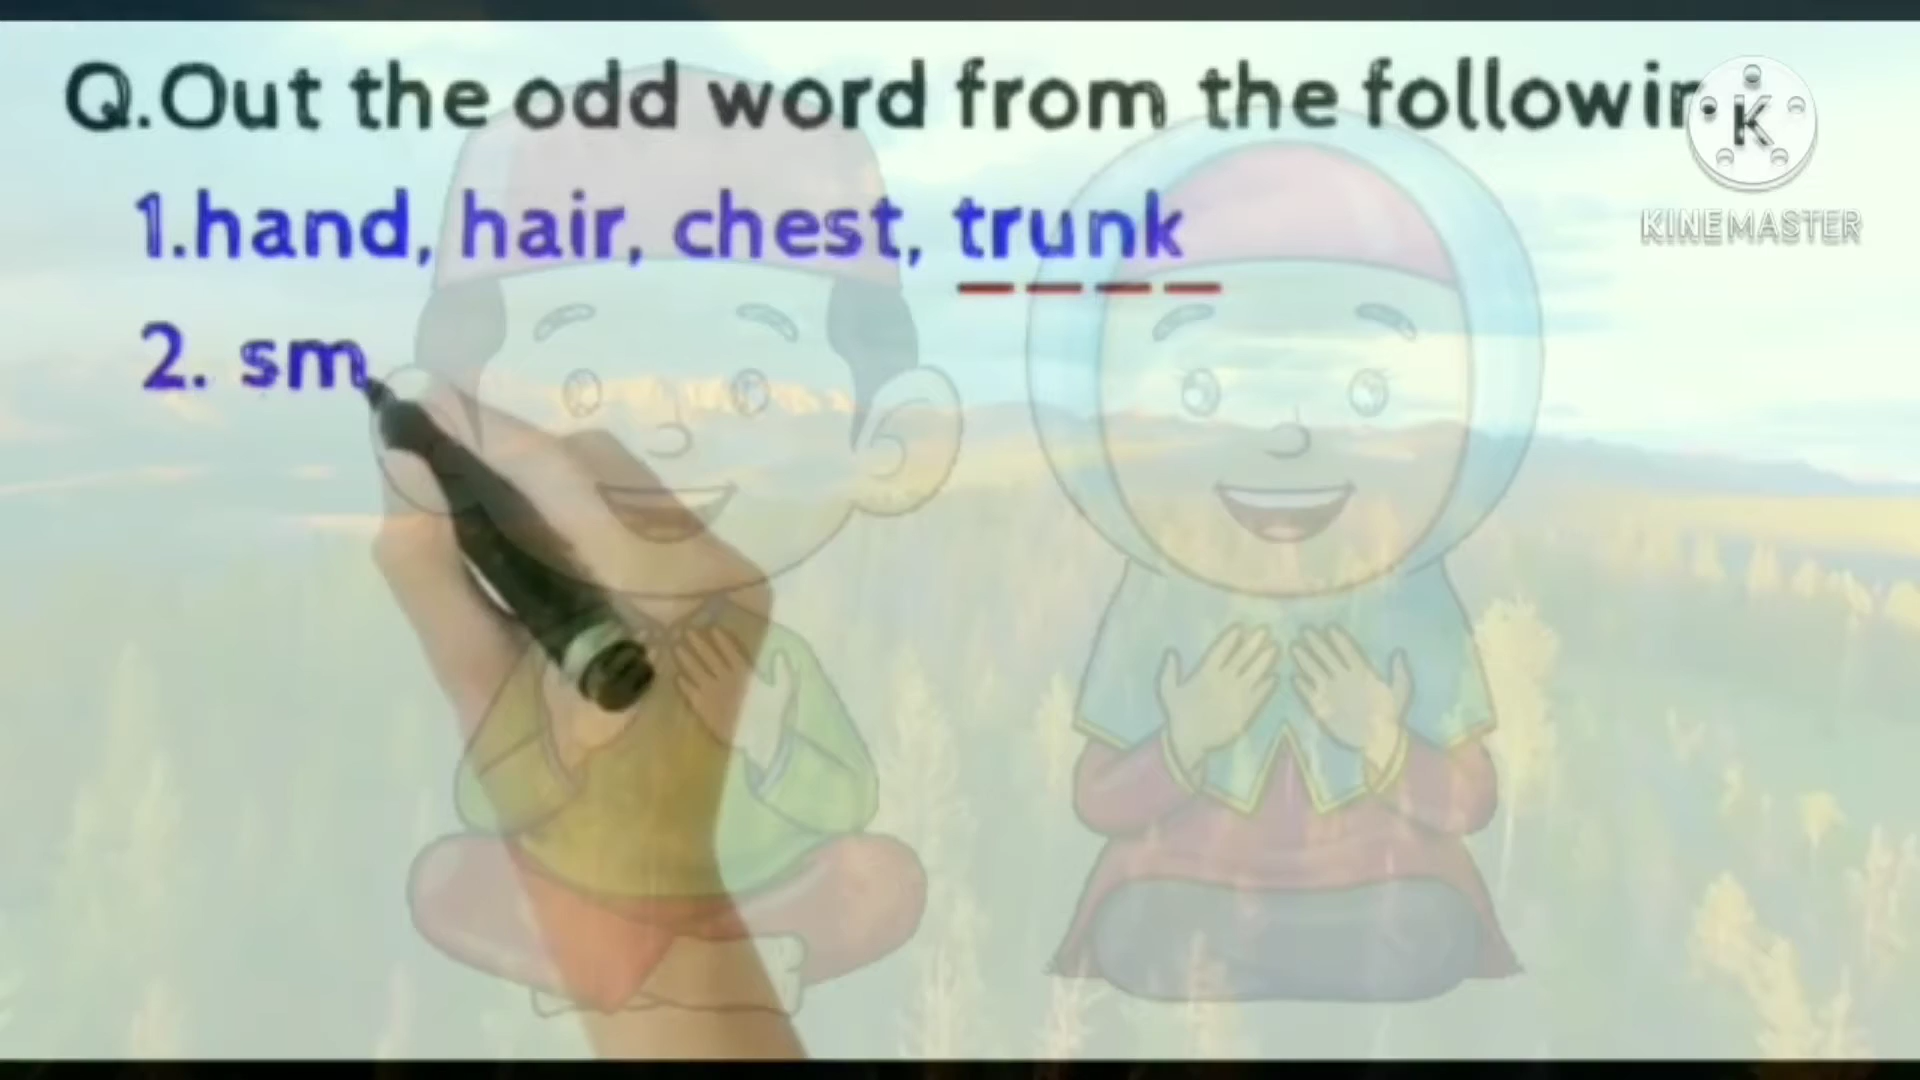 Q.Out the odd word from the followin
K
KINEMASTER
1.hand, hair, chest, trunk
2. sm